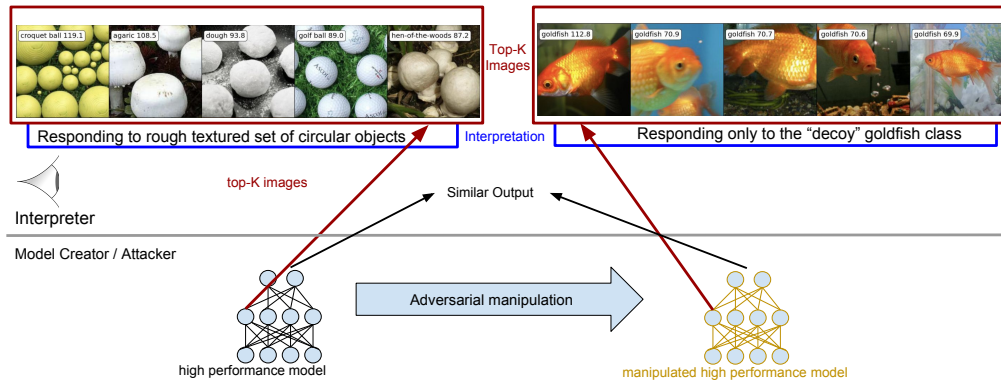 croquet ball 119.1
agaric 108.5
dough 93.8
golf ball 89.0
hen-of-the-woods 87.2
Top-K
Images
goldfish 112.8
goldfish 70.9
goldfish 70.7
goldfish 70.6
goldfish 69.9
Responding to rough textured set of circular objects
Interpretation
Responding only to the “decoy” goldfish class
top-K images
Similar Output
Interpreter
Model Creator / Attacker
Adversarial manipulation
high performance model
manipulated high performance model